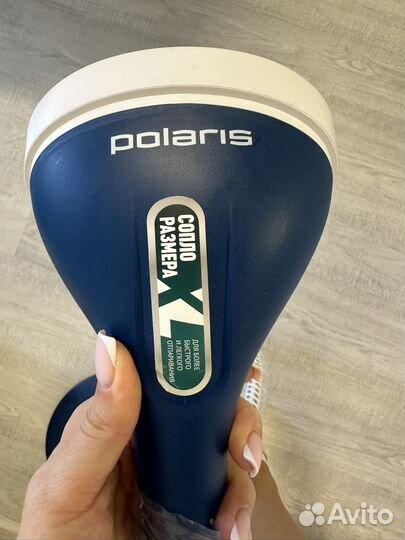 polaris
СОПЛО
РАЗМЕРА
XL
ДЛЯ БОЛЕЕ
БЫСТРОГО
И ЛЕГКОГО
ОТПАРИВАНИЯ
Avito